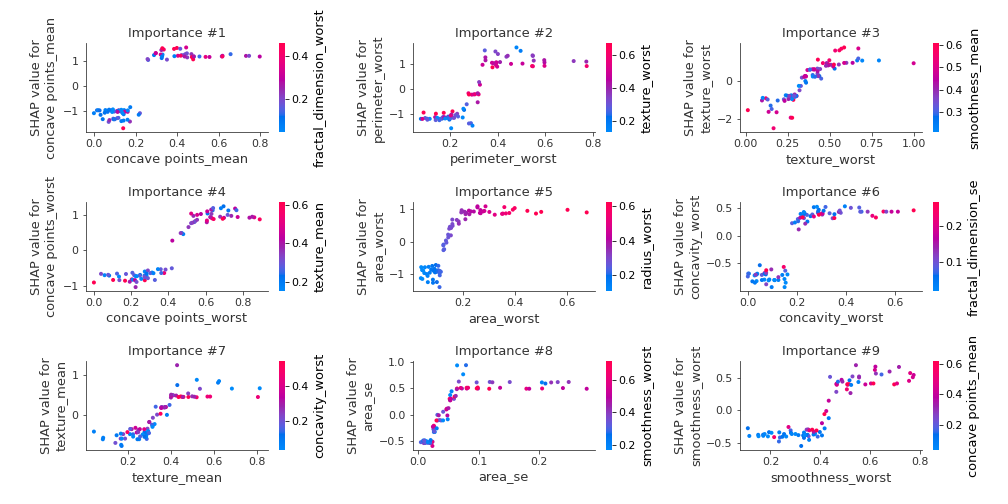 Importance #1
SHAP value for
concave points_mean
1
0
−1
0.0 0.2 0.4 0.6 0.8
concave points_mean
0.4
0.2
fractal_dimension_worst
Importance #2
SHAP value for
perimeter_worst
1
0
−1
0.2 0.4 0.6 0.8
perimeter_worst
0.6
0.4
0.2
texture_worst
Importance #3
SHAP value for
texture_worst
0
−2
0.00 0.25 0.50 0.75 1.00
texture_worst
0.6
0.5
0.4
0.3
smoothness_mean
Importance #4
SHAP value for
concave points_worst
1
0
−1
0.0 0.2 0.4 0.6 0.8
concave points_worst
0.6
0.4
0.2
texture_mean
Importance #5
SHAP value for
area_worst
1
0
−1
0.2 0.4 0.6
area_worst
0.6
0.4
0.2
radius_worst
Importance #6
SHAP value for
concavity_worst
0.5
0.0
−0.5
0.0 0.2 0.4 0.6
concavity_worst
0.2
0.1
fractal_dimension_se
Importance #7
SHAP value for
texture_mean
1
0
0.2 0.4 0.6 0.8
texture_mean
0.4
0.2
concavity_worst
Importance #8
SHAP value for
area_se
1.0
0.5
0.0
−0.5
0.0 0.1 0.2
area_se
0.6
0.4
0.2
smoothness_worst
Importance #9
SHAP value for
smoothness_worst
0.5
0.0
−0.5
0.2 0.4 0.6 0.8
smoothness_worst
0.6
0.4
0.2
concave points_mean